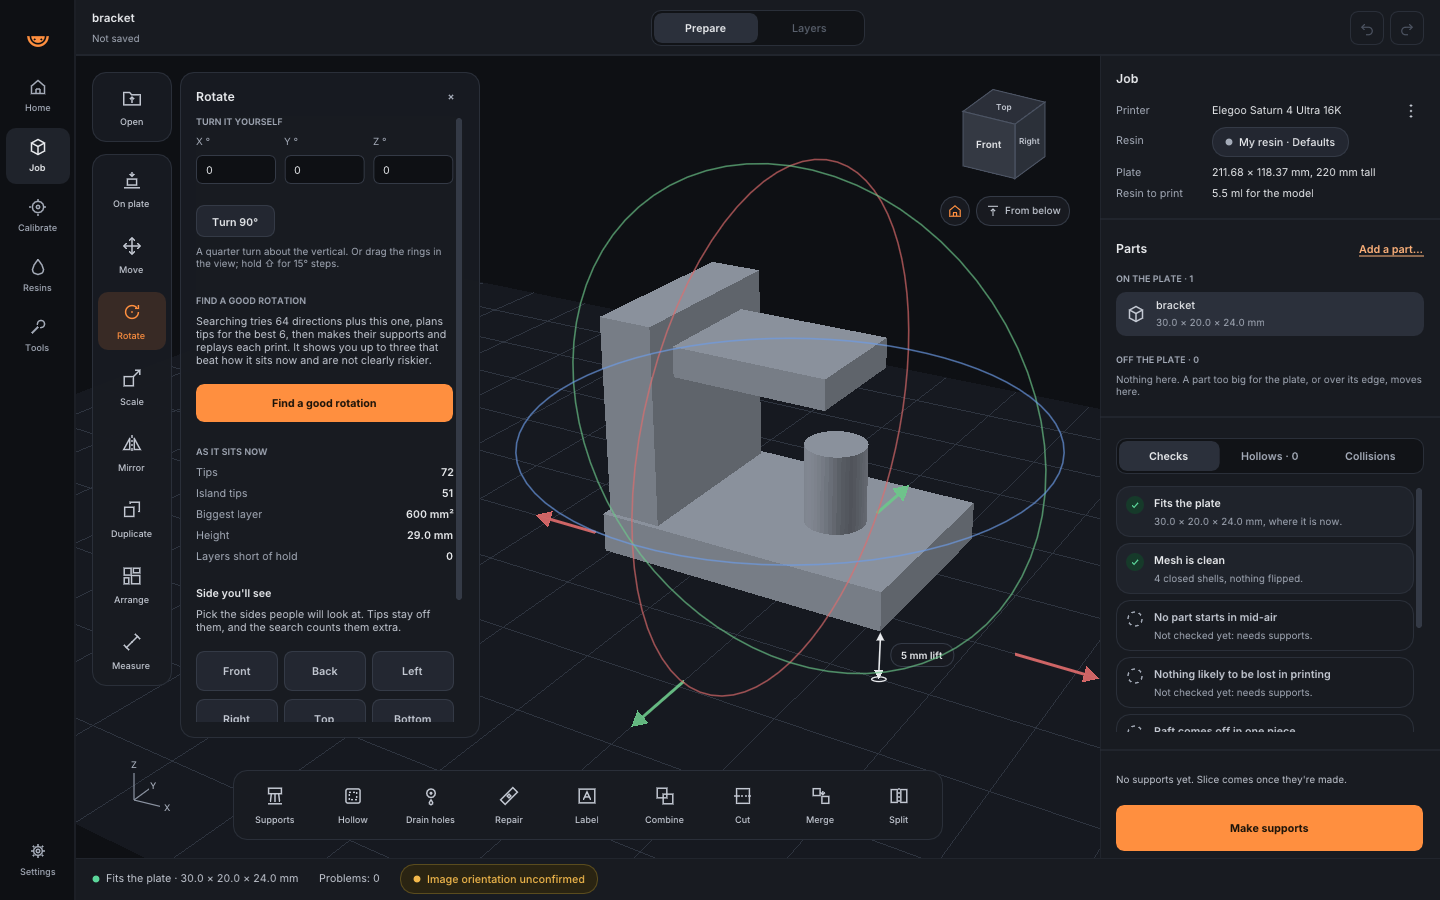 bracket
Not saved
Prepare
Layers
Home
Job
Calibrate
Resins
Tools
Settings
Open
On plate
Move
Rotate
Scale
Mirror
Duplicate
Arrange
Measure
Rotate
×
TURN IT YOURSELF
X °
Y °
Z °
0
0
0
Turn 90°
A quarter turn about the vertical. Or drag the rings in
the view; hold ⇧ for 15° steps.
FIND A GOOD ROTATION
Searching tries 64 directions plus this one, plans
tips for the best 6, then makes their supports and
replays each print. It shows you up to three that
beat how it sits now and are not clearly riskier.
Find a good rotation
AS IT SITS NOW
Tips 72
Island tips 51
Biggest layer 600 mm²
Height 29.0 mm
Layers short of hold 0
Side you'll see
Pick the sides people will look at. Tips stay off
them, and the search counts them extra.
Front
Back
Left
Right
Top
Bottom
Top
Front
Right
From below
5 mm lift
Z
Y
X
Supports
Hollow
Drain holes
Repair
Label
Combine
Cut
Merge
Split
Job
Printer Elegoo Saturn 4 Ultra 16K
Resin My resin · Defaults
Plate 211.68 × 118.37 mm, 220 mm tall
Resin to print 5.5 ml for the model
Parts
Add a part...
ON THE PLATE · 1
bracket
30.0 × 20.0 × 24.0 mm
OFF THE PLATE · 0
Nothing here. A part too big for the plate, or over its edge, moves
here.
Checks
Hollows · 0
Collisions
Fits the plate
30.0 × 20.0 × 24.0 mm, where it is now.
Mesh is clean
4 closed shells, nothing flipped.
No part starts in mid-air
Not checked yet: needs supports.
Nothing likely to be lost in printing
Not checked yet: needs supports.
Raft comes off in one piece
No supports yet. Slice comes once they're made.
Make supports
Fits the plate · 30.0 × 20.0 × 24.0 mm
Problems: 0
Image orientation unconfirmed